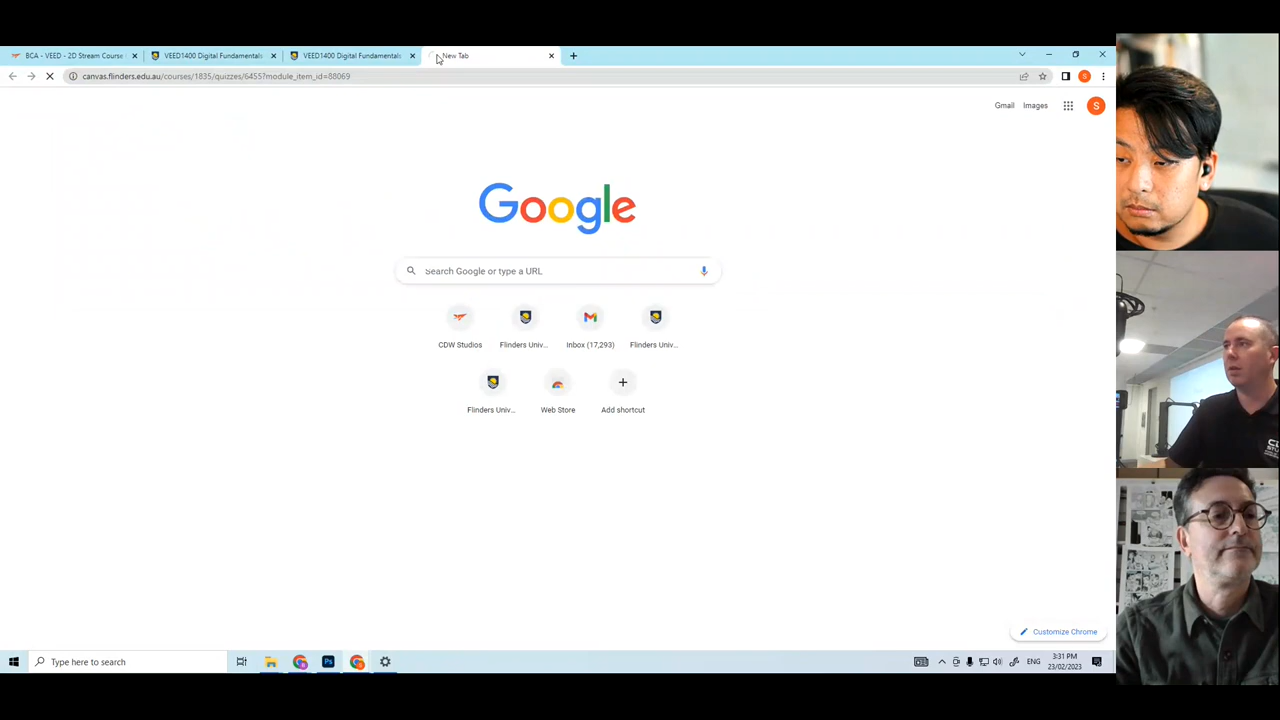 BCA - VEED - 2D Stream Course
VEED1400 Digital Fundamentals
VEED1400 Digital Fundamentals
New Tab
canvas.flinders.edu.au/courses/1835/quizzes/6455?module_item_id=88069
Gmail Images S
Google
Search Google or type a URL
CDW Studios Flinders Univ... Inbox (17,293) Flinders Univ...
Flinders Univ... Web Store Add shortcut
Customize Chrome
Type here to search
Ps
ENG
3:31 PM
23/02/2023